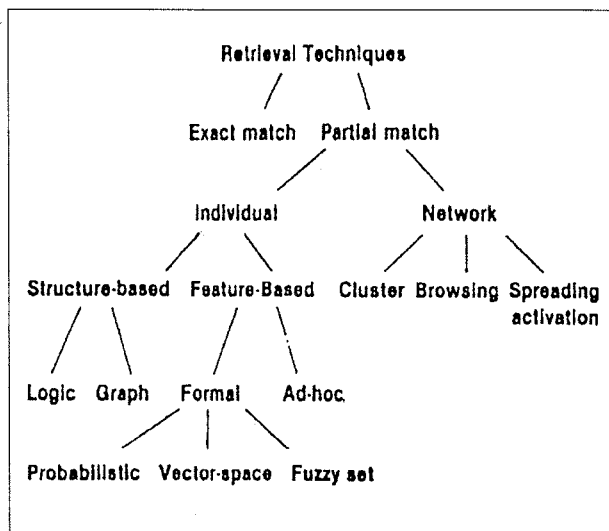 Retrieval Techniques
Exact match Partial match
Individual Network
Structure-based Feature-Based Cluster Browsing Spreading
activation
Logic Graph Formal Ad-hoc.
Probabilistic Vector-space Fuzzy set